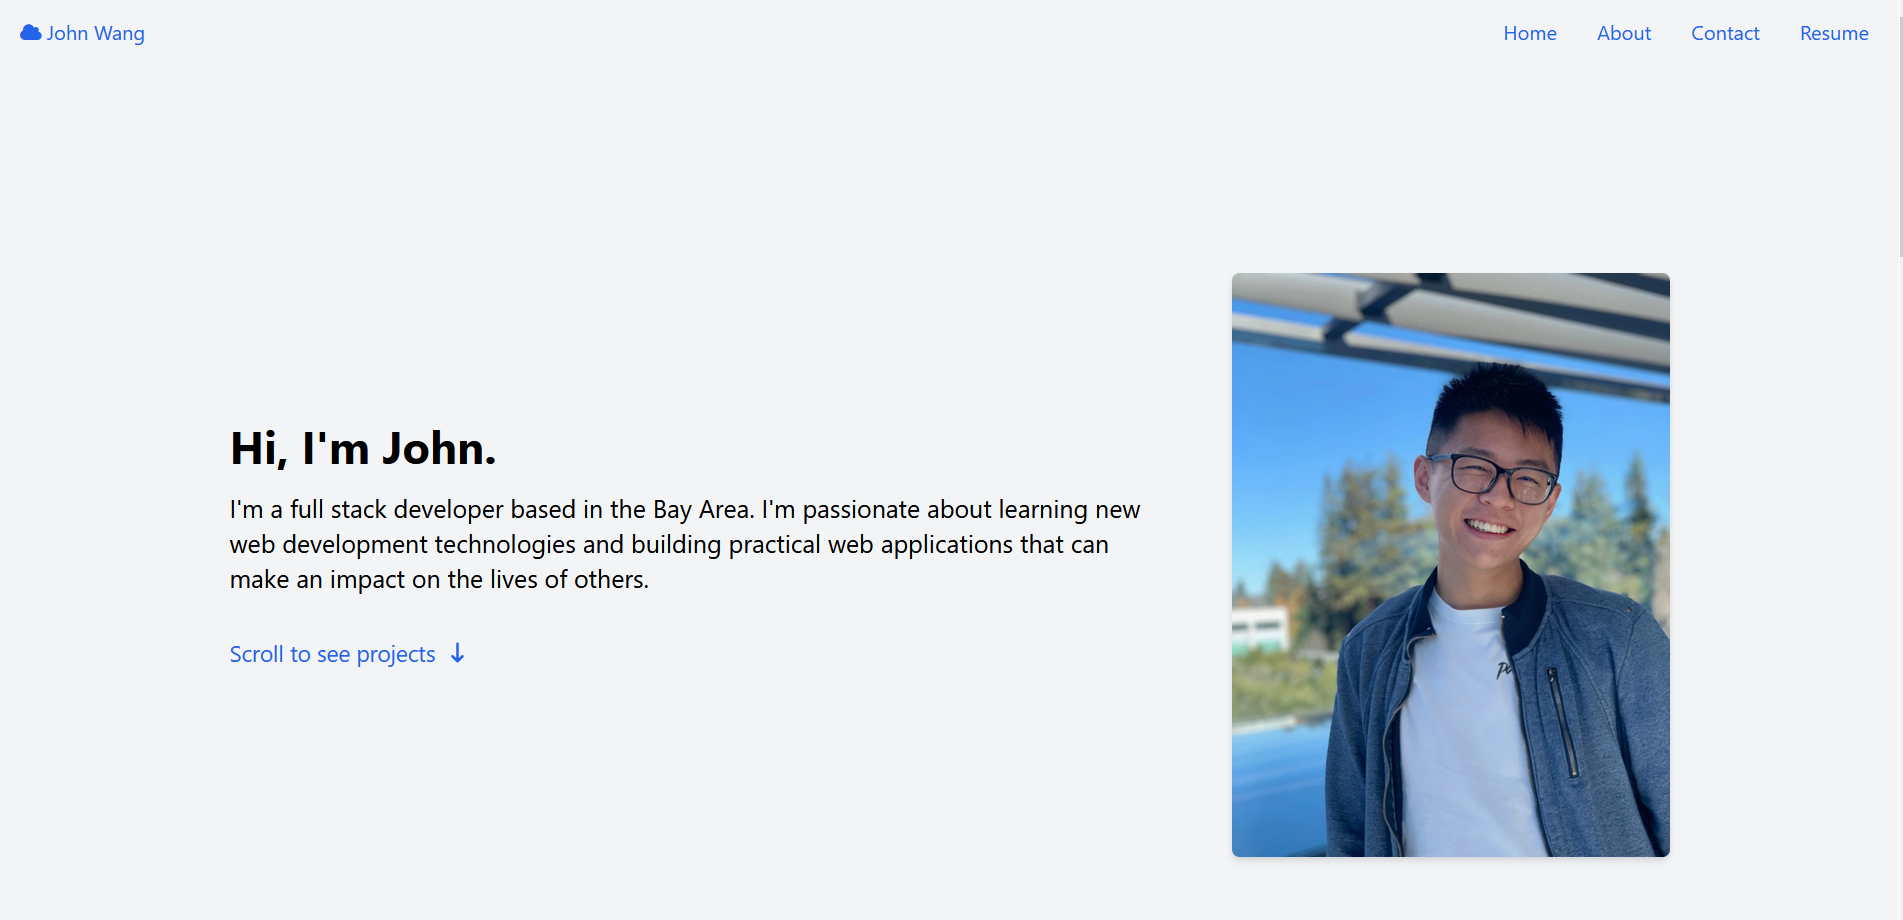 John Wang
Home About Contact Resume
Hi, I'm John.
I'm a full stack developer based in the Bay Area. I'm passionate about learning new
web development technologies and building practical web applications that can
make an impact on the lives of others.
Scroll to see projects ↓